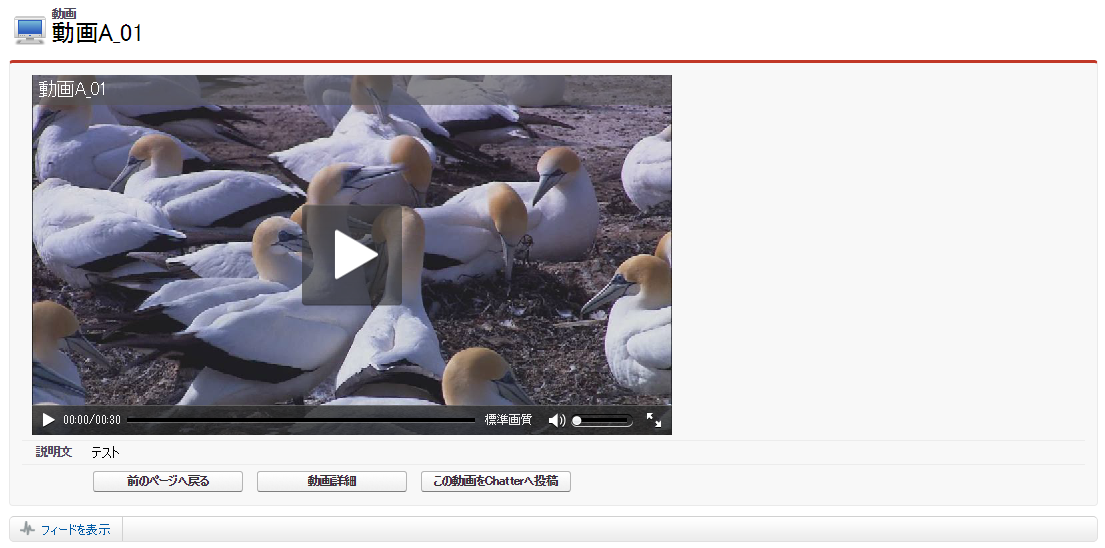 動画
動画A_01
動画A_01
00:00/00:30 標準画質
説明文 テスト
前のページへ戻る 動画詳細 この動画をChatterへ投稿
フィードを表示